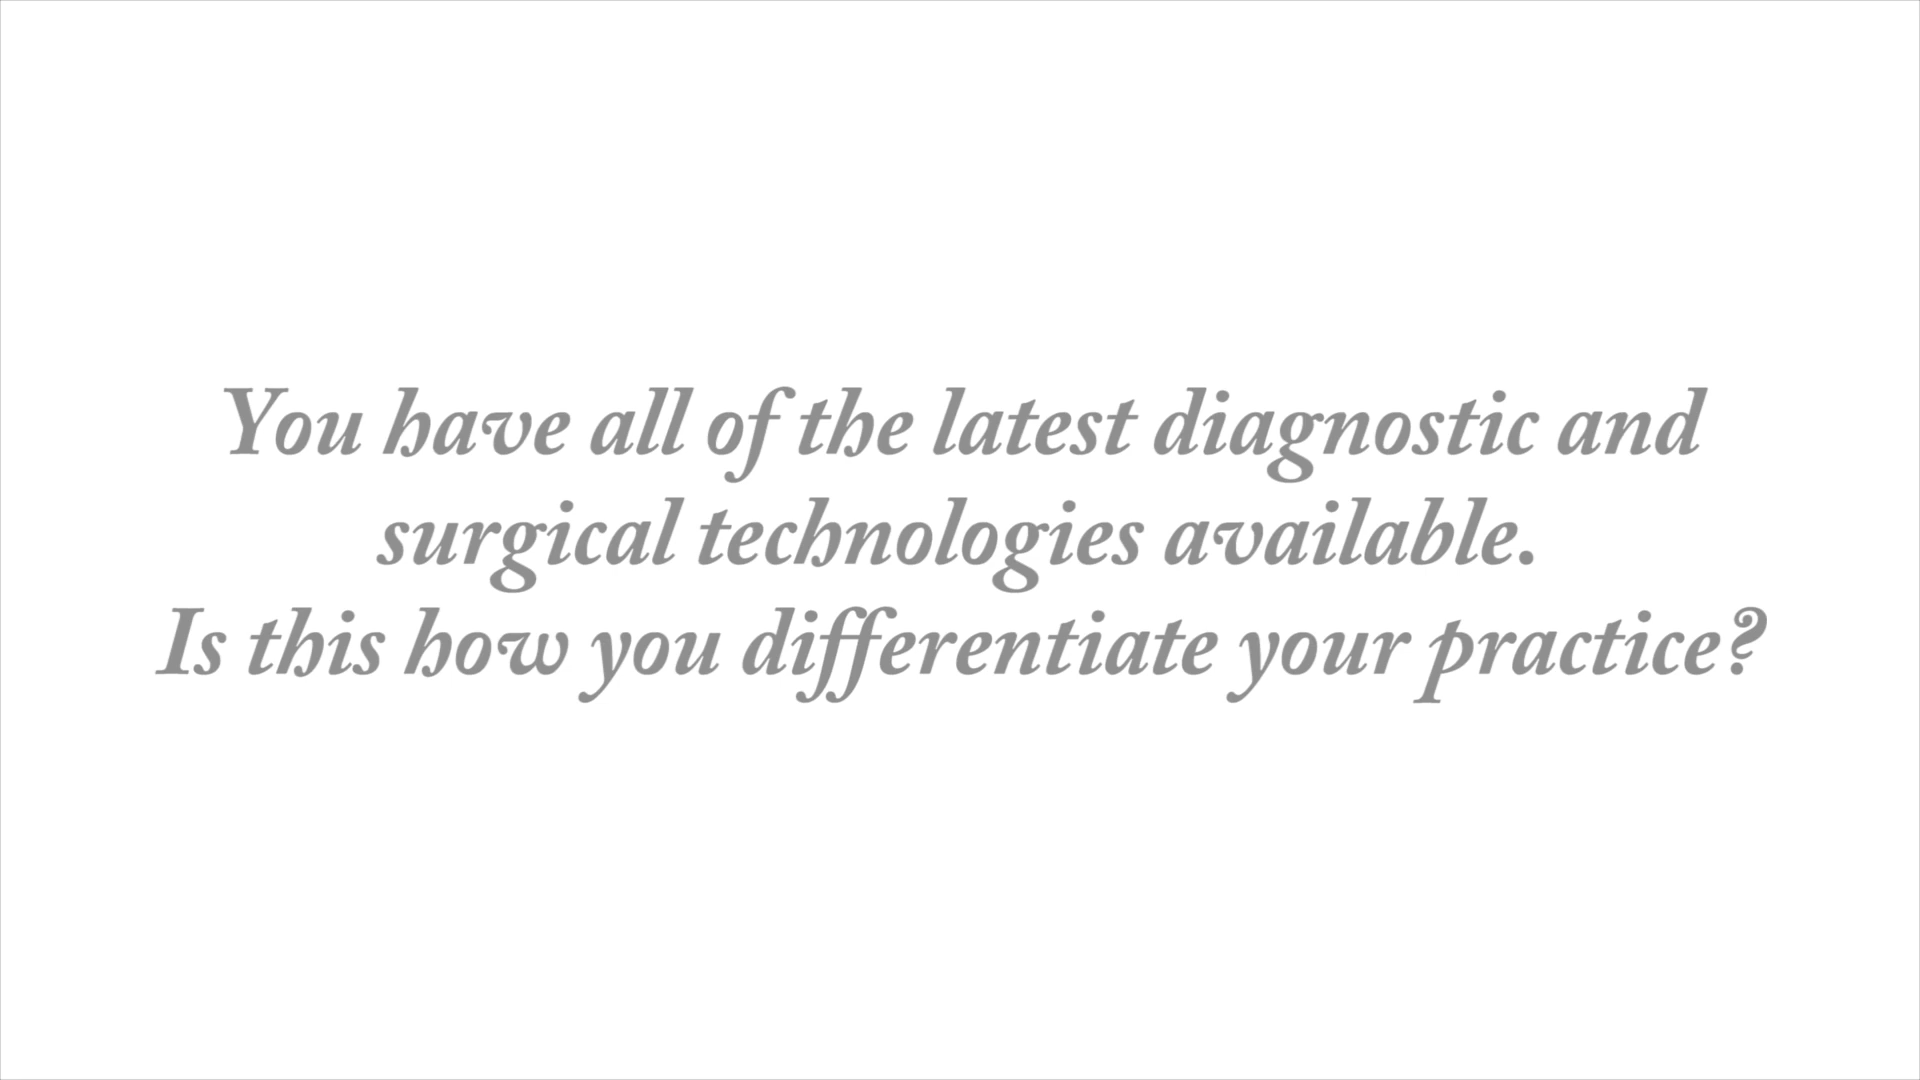 You have all of the latest diagnostic and
surgical technologies available.
Is this how you differentiate your practice?